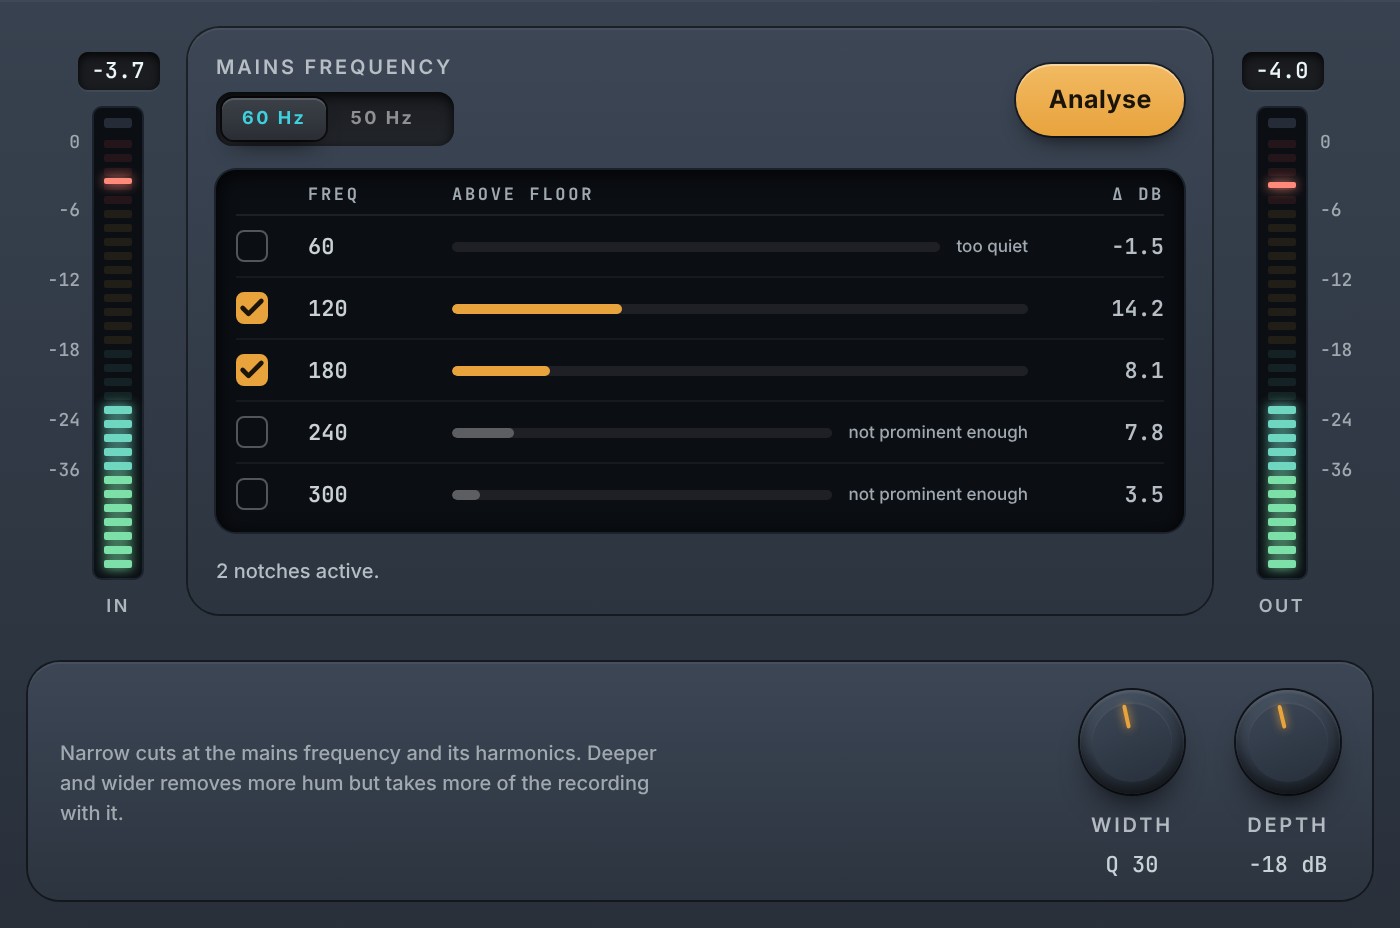 -3.7
0
-6
-12
-18
-24
-36
IN
MAINS FREQUENCY
60 Hz 50 Hz
Analyse
FREQ ABOVE FLOOR Δ DB
60 too quiet -1.5
120 14.2
180 8.1
240 not prominent enough 7.8
300 not prominent enough 3.5
2 notches active.
-4.0
0
-6
-12
-18
-24
-36
OUT
Narrow cuts at the mains frequency and its harmonics. Deeper
and wider removes more hum but takes more of the recording
with it.
WIDTH
Q 30
DEPTH
-18 dB